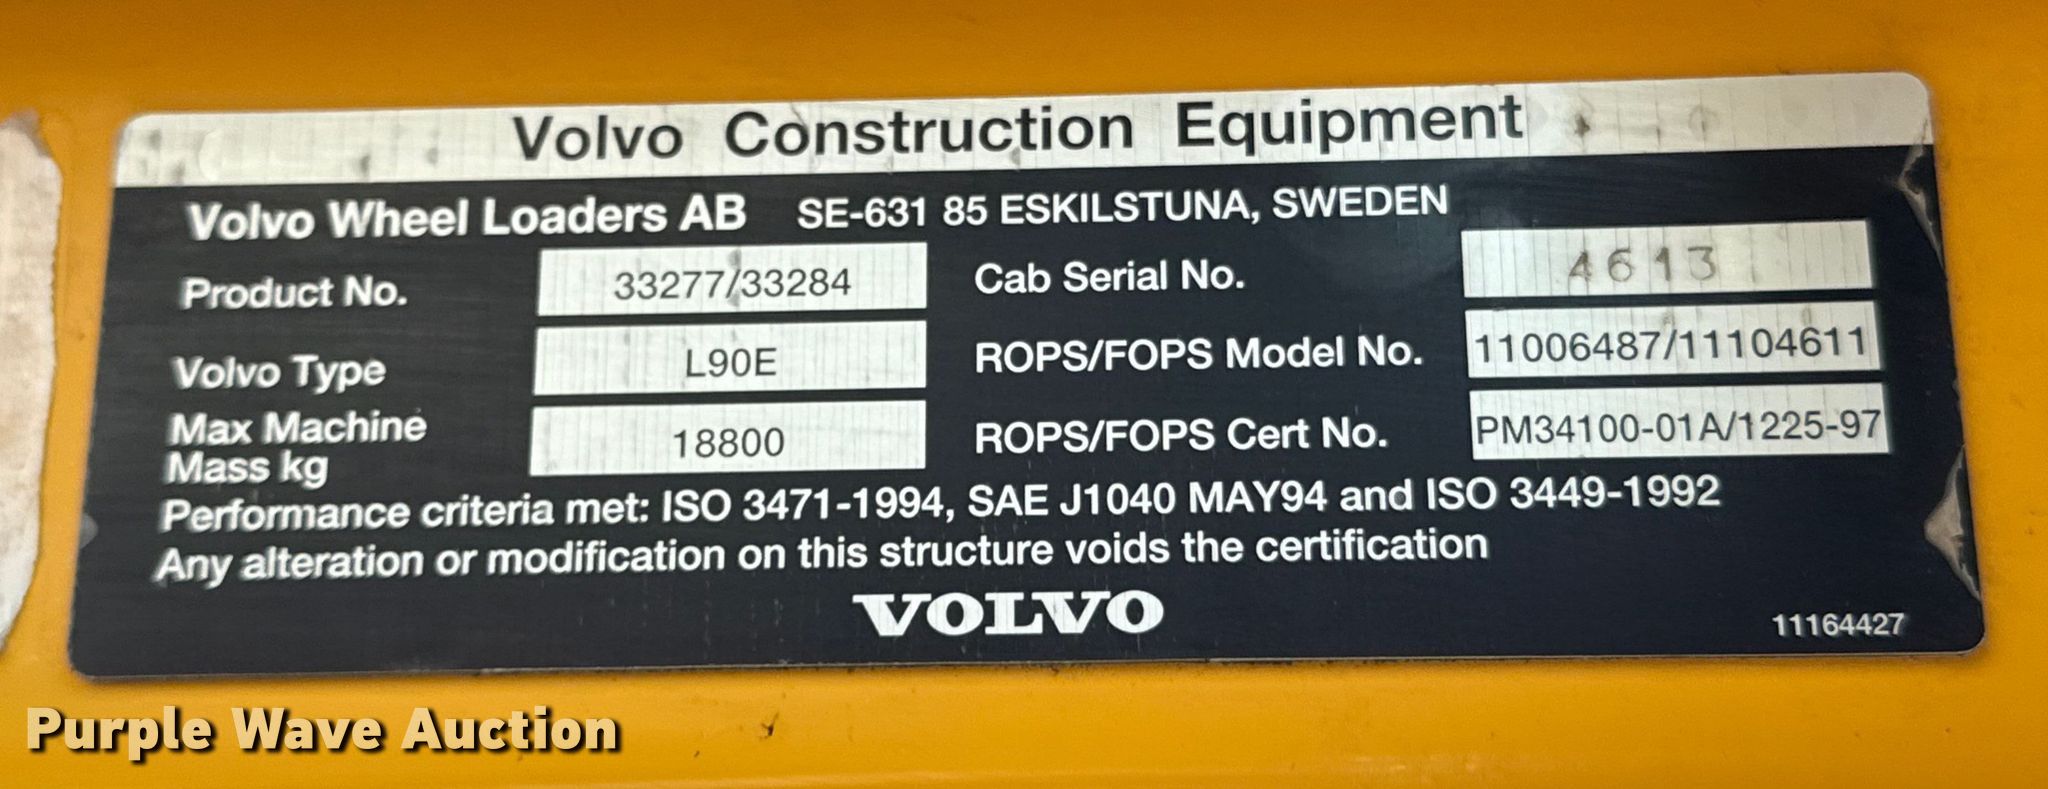 Volvo Construction Equipment
Volvo Wheel Loaders AB SE-631 85 ESKILSTUNA, SWEDEN
Product No. 33277/33284 Cab Serial No. 4613
Volvo Type L90E ROPS/FOPS Model No. 11006487/11104611
Max Machine
Mass kg 18800 ROPS/FOPS Cert No. PM34100-01A/1225-97
Performance criteria met: ISO 3471-1994, SAE J1040 MAY94 and ISO 3449-1992
Any alteration or modification on this structure voids the certification
VOLVO
11164427
Purple Wave Auction